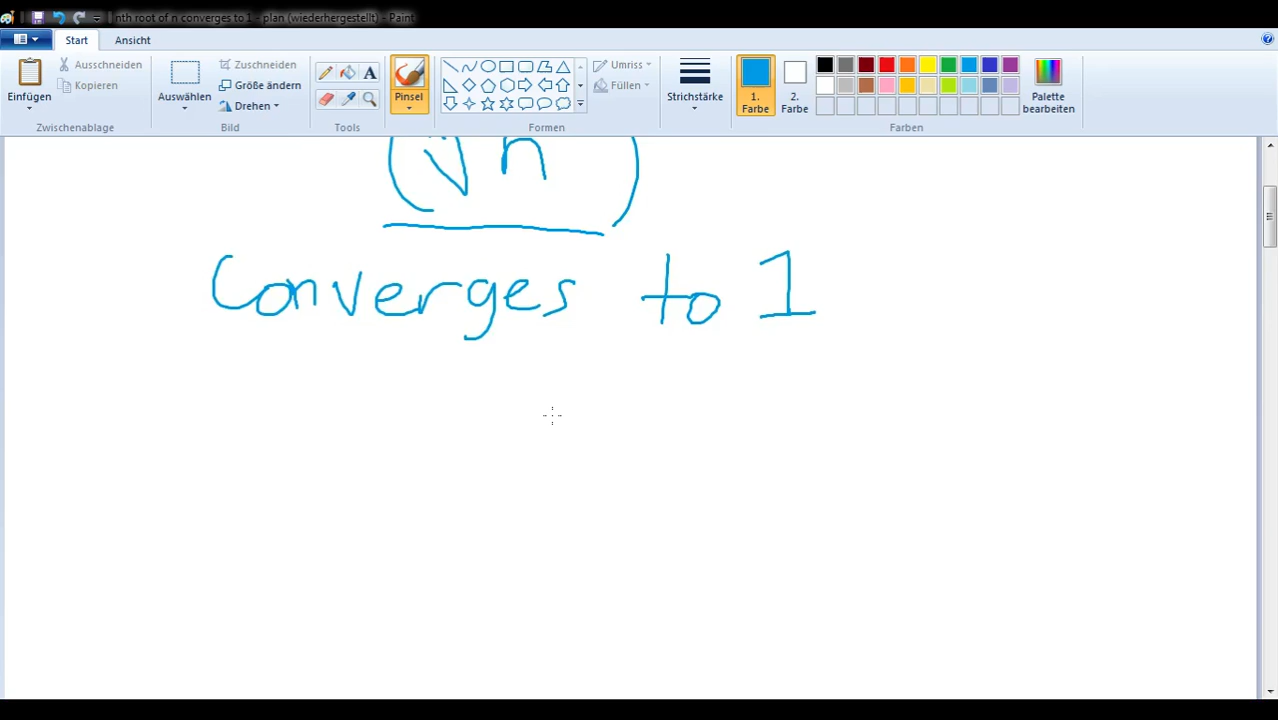 nth root of n converges to 1 - plan (wiederhergestellt) - Paint
Start Ansicht
Einfügen
Ausschneiden
Kopieren
Zwischenablage
Auswählen
Zuschneiden
Größe ändern
Drehen
Bild
A
Tools
Pinsel
Umriss
Füllen
Formen
Strichstärke
1.
Farbe
2.
Farbe
Palette
bearbeiten
Farben
(√n)
Converges to 1